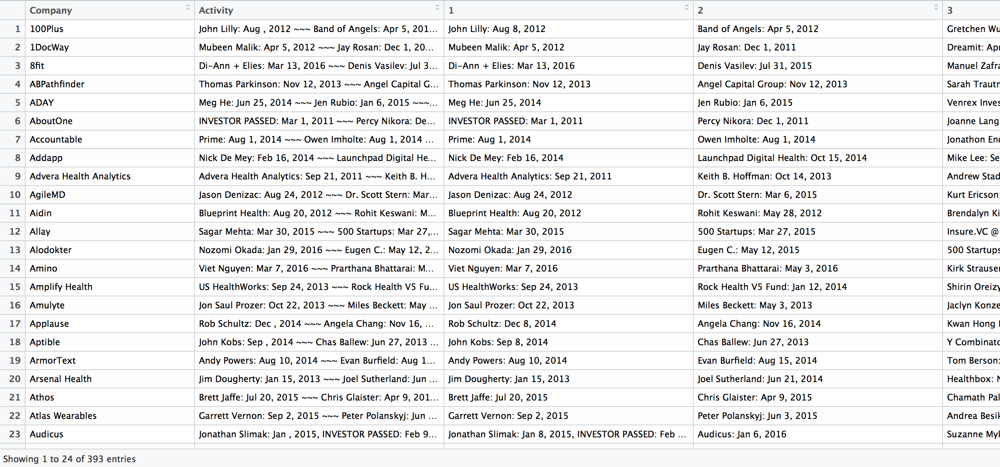 Company Activity 1 2 3
1 100Plus John Lilly: Aug , 2012 ~~~ Band of Angels: Apr 5, 201... John Lilly: Aug 8, 2012 Band of Angels: Apr 5, 2012 Gretchen Wu
2 1DocWay Mubeen Malik: Apr 5, 2012 ~~~ Jay Rosan: Dec 1, 20... Mubeen Malik: Apr 5, 2012 Jay Rosan: Dec 1, 2011 Dreamit: Apr
3 8fit Di-Ann + Elies: Mar 13, 2016 ~~~ Denis Vasilev: Jul 3... Di-Ann + Elies: Mar 13, 2016 Denis Vasilev: Jul 31, 2015 Manuel Zafra
4 ABPathfinder Thomas Parkinson: Nov 12, 2013 ~~~ Angel Capital G... Thomas Parkinson: Nov 12, 2013 Angel Capital Group: Nov 12, 2013 Sarah Trautn
5 ADAY Meg He: Jun 25, 2014 ~~~ Jen Rubio: Jan 6, 2015 ~~~... Meg He: Jun 25, 2014 Jen Rubio: Jan 6, 2015 Venrex Inves
6 AboutOne INVESTOR PASSED: Mar 1, 2011 ~~~ Percy Nikora: De... INVESTOR PASSED: Mar 1, 2011 Percy Nikora: Dec 1, 2011 Joanne Lang
7 Accountable Prime: Aug 1, 2014 ~~~ Owen Imholte: Aug 1, 2014 ... Prime: Aug 1, 2014 Owen Imholte: Aug 1, 2014 Jonathon End
8 Addapp Nick De Mey: Feb 16, 2014 ~~~ Launchpad Digital He... Nick De Mey: Feb 16, 2014 Launchpad Digital Health: Oct 15, 2014 Mike Lee: Se
9 Advera Health Analytics Advera Health Analytics: Sep 21, 2011 ~~~ Keith B. H... Advera Health Analytics: Sep 21, 2011 Keith B. Hoffman: Oct 14, 2013 Andrew Stad
10 AgileMD Jason Denizac: Aug 24, 2012 ~~~ Dr. Scott Stern: Mar... Jason Denizac: Aug 24, 2012 Dr. Scott Stern: Mar 6, 2015 Kurt Ericson:
11 Aidin Blueprint Health: Aug 20, 2012 ~~~ Rohit Keswani: M... Blueprint Health: Aug 20, 2012 Rohit Keswani: May 28, 2012 Brendalyn Ki
12 Allay Sagar Mehta: Mar 30, 2015 ~~~ 500 Startups: Mar 27,... Sagar Mehta: Mar 30, 2015 500 Startups: Mar 27, 2015 Insure.VC @
13 Alodokter Nozomi Okada: Jan 29, 2016 ~~~ Eugen C.: May 12, 2... Nozomi Okada: Jan 29, 2016 Eugen C.: May 12, 2015 500 Startups
14 Amino Viet Nguyen: Mar 7, 2016 ~~~ Prarthana Bhattarai: M... Viet Nguyen: Mar 7, 2016 Prarthana Bhattarai: May 3, 2016 Kirk Strauser
15 Amplify Health US HealthWorks: Sep 24, 2013 ~~~ Rock Health V5 Fu... US HealthWorks: Sep 24, 2013 Rock Health V5 Fund: Jan 12, 2014 Shirin Oreizy
16 Amulyte Jon Saul Prozer: Oct 22, 2013 ~~~ Miles Beckett: May ... Jon Saul Prozer: Oct 22, 2013 Miles Beckett: May 3, 2013 Jaclyn Konze
17 Applause Rob Schultz: Dec , 2014 ~~~ Angela Chang: Nov 16, ... Rob Schultz: Dec 8, 2014 Angela Chang: Nov 16, 2014 Kwan Hong
18 Aptible John Kobs: Sep , 2014 ~~~ Chas Ballew: Jun 27, 2013 ... John Kobs: Sep 8, 2014 Chas Ballew: Jun 27, 2013 Y Combinato
19 ArmorText Andy Powers: Aug 10, 2014 ~~~ Evan Burfield: Aug 1... Andy Powers: Aug 10, 2014 Evan Burfield: Aug 15, 2014 Tom Berson:
20 Arsenal Health Jim Dougherty: Jan 15, 2013 ~~~ Joel Sutherland: Jun ... Jim Dougherty: Jan 15, 2013 Joel Sutherland: Jun 21, 2014 Healthbox: N
21 Athos Brett Jaffe: Jul 20, 2015 ~~~ Chris Glaister: Apr 9, 201... Brett Jaffe: Jul 20, 2015 Chris Glaister: Apr 9, 2015 Chamath Pal
22 Atlas Wearables Garrett Vernon: Sep 2, 2015 ~~~ Peter Polanskyj: Jun ... Garrett Vernon: Sep 2, 2015 Peter Polanskyj: Jun 3, 2015 Andrea Besik
23 Audicus Jonathan Slimak: Jan , 2015, INVESTOR PASSED: Feb 9... Jonathan Slimak: Jan 8, 2015, INVESTOR PASSED: Feb ... Audicus: Jan 6, 2016 Suzanne Myk
Showing 1 to 24 of 393 entries